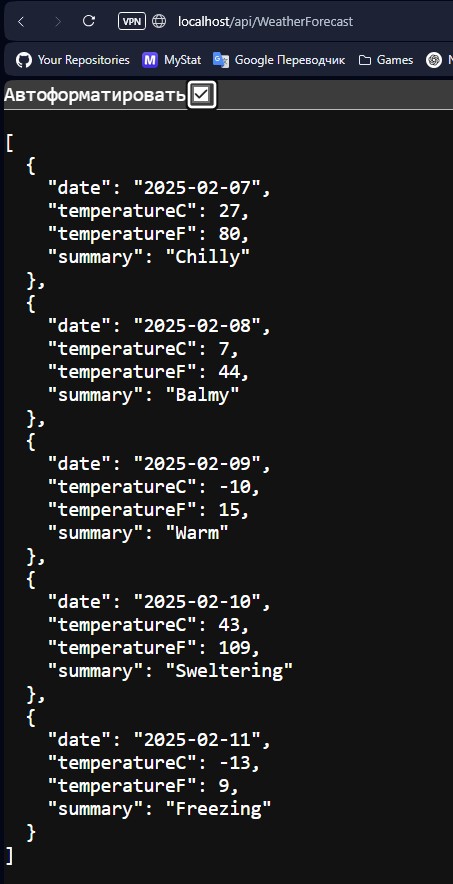 VPN localhost/api/WeatherForecast
Your Repositories M MyStat Google Переводчик Games
Автоформатировать
[
  {
    "date": "2025-02-07",
    "temperatureC": 27,
    "temperatureF": 80,
    "summary": "Chilly"
  },
  {
    "date": "2025-02-08",
    "temperatureC": 7,
    "temperatureF": 44,
    "summary": "Balmy"
  },
  {
    "date": "2025-02-09",
    "temperatureC": -10,
    "temperatureF": 15,
    "summary": "Warm"
  },
  {
    "date": "2025-02-10",
    "temperatureC": 43,
    "temperatureF": 109,
    "summary": "Sweltering"
  },
  {
    "date": "2025-02-11",
    "temperatureC": -13,
    "temperatureF": 9,
    "summary": "Freezing"
  }
]